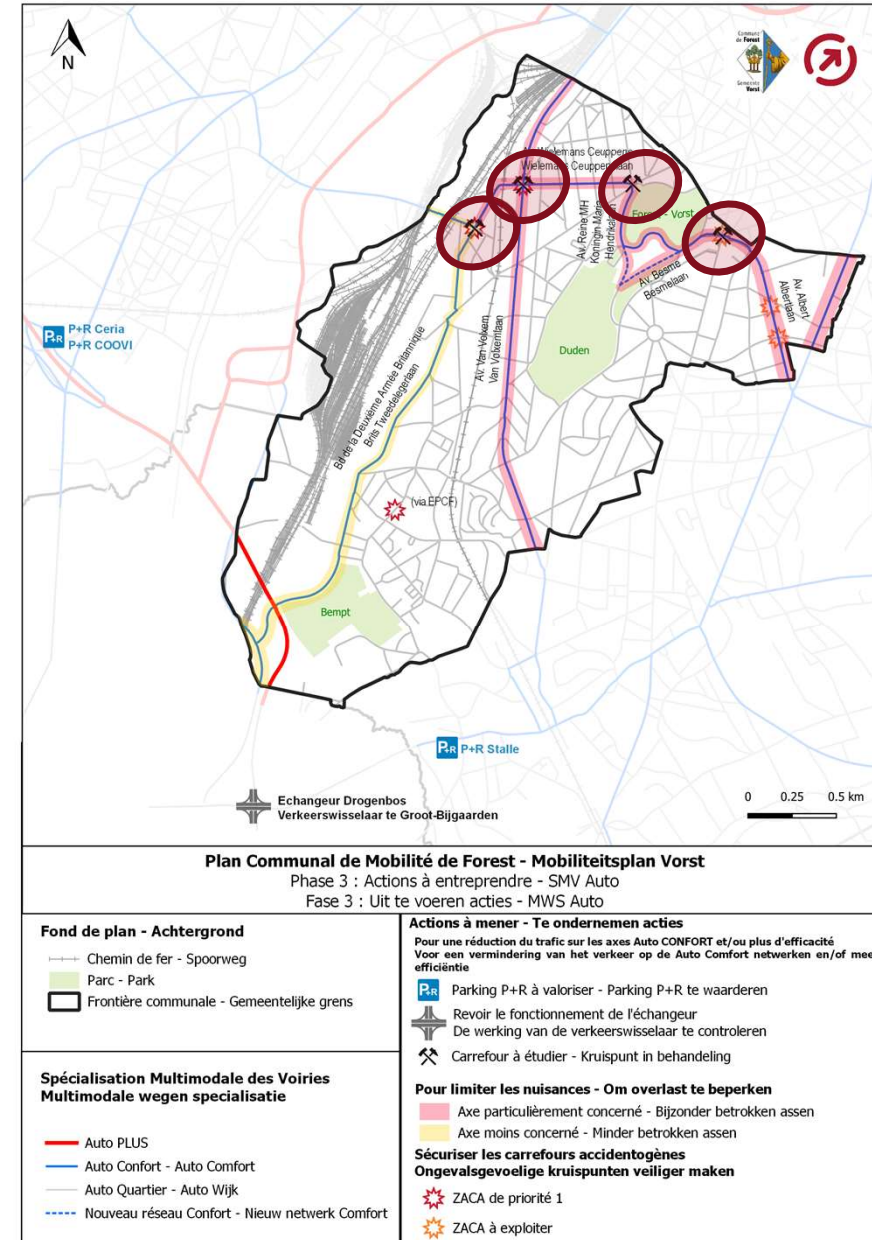 N
Commune
de Forest
Gemeente
Vorst
Wielemans Ceuppens
Wielemans Ceuppenslaan
Forest - Vorst
Av. Reine MH
Koningin Maria
Hendrikalaan
Av. Besme
Besmelaan
Av. Albert
Albertlaan
P+R
P+R Ceria
P+R COOVI
Duden
Av. Van Volxem
Van Volxemlaan
Bd de la Deuxième Armée Britannique
Brits Tweedelegerlaan
(via EPCF)
Bempt
P+R
P+R Stalle
0 0.25 0.5 km
Echangeur Drogenbos
Verkeerswisselaar te Groot-Bijgaarden
Plan Communal de Mobilité de Forest - Mobiliteitsplan Vorst
Phase 3 : Actions à entreprendre - SMV Auto
Fase 3 : Uit te voeren acties - MWS Auto
Fond de plan - Achtergrond
Chemin de fer - Spoorweg
Parc - Park
Frontière communale - Gemeentelijke grens
Spécialisation Multimodale des Voiries
Multimodale wegen specialisatie
Auto PLUS
Auto Confort - Auto Comfort
Auto Quartier - Auto Wijk
Nouveau réseau Confort - Nieuw netwerk Comfort
Actions à mener - Te ondernemen acties
Pour une réduction du trafic sur les axes Auto CONFORT et/ou plus d'efficacité
Voor een vermindering van het verkeer op de Auto Comfort netwerken en/of mee
efficiëntie
P+R
Parking P+R à valoriser - Parking P+R te waarderen
Revoir le fonctionnement de l'échangeur
De werking van de verkeerswisselaar te controleren
Carrefour à étudier - Kruispunt in behandeling
Pour limiter les nuisances - Om overlast te beperken
Axe particulièrement concerné - Bijzonder betrokken assen
Axe moins concerné - Minder betrokken assen
Sécuriser les carrefours accidentogènes
Ongevalsgevoelige kruispunten veiliger maken
ZACA de priorité 1
ZACA à exploiter